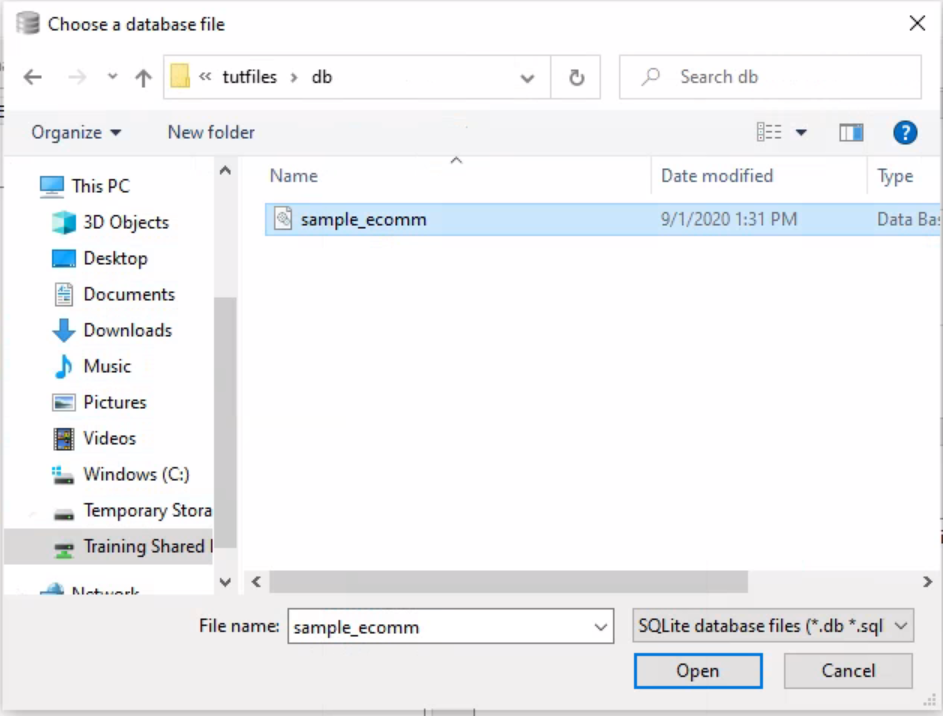 Choose a database file
« tutfiles › db
Search db
Organize
New folder
?
Name
Date modified
Type
This PC
3D Objects
Desktop
Documents
Downloads
Music
Pictures
Videos
Windows (C:)
Temporary Stora
Training Shared
Network
sample_ecomm
9/1/2020 1:31 PM
Data Bas
File name:
sample_ecomm
SQLite database files (*.db *.sql
Open
Cancel